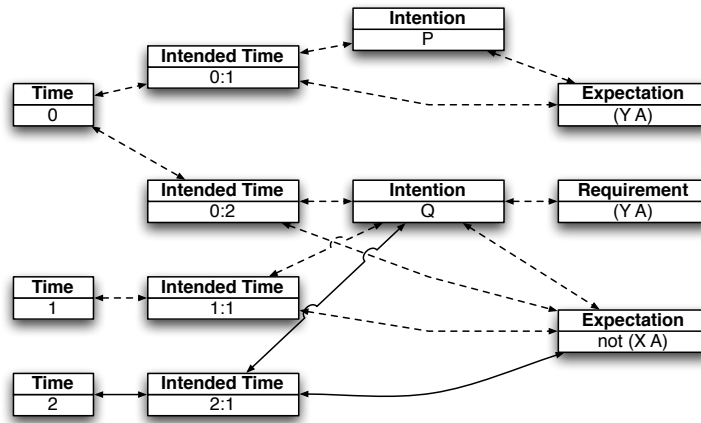 Intention
P
Intended Time
0:1
Time
0
Expectation
(Y A)
Intended Time
0:2
Intention
Q
Requirement
(Y A)
Time
1
Intended Time
1:1
Expectation
not (X A)
Time
2
Intended Time
2:1